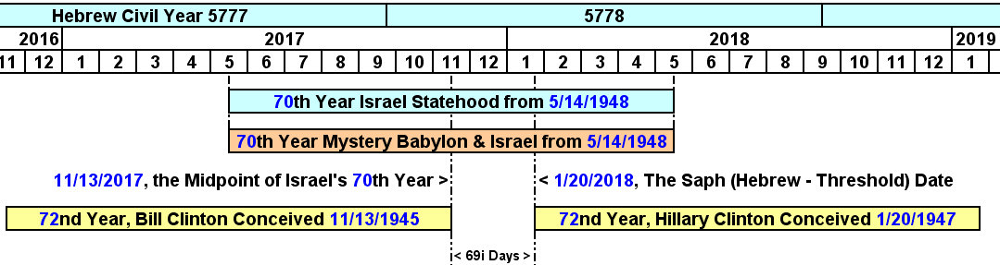 Hebrew Civil Year 5777 5778
2016 2017 2018 2019
11 12 1 2 3 4 5 6 7 8 9 10 11 12 1 2 3 4 5 6 7 8 9 10 11 12 1
70th Year Israel Statehood from 5/14/1948
70th Year Mystery Babylon & Israel from 5/14/1948
11/13/2017, the Midpoint of Israel's 70th Year > < 1/20/2018, The Saph (Hebrew - Threshold) Date
72nd Year, Bill Clinton Conceived 11/13/1945 72nd Year, Hillary Clinton Conceived 1/20/1947
< 69i Days >